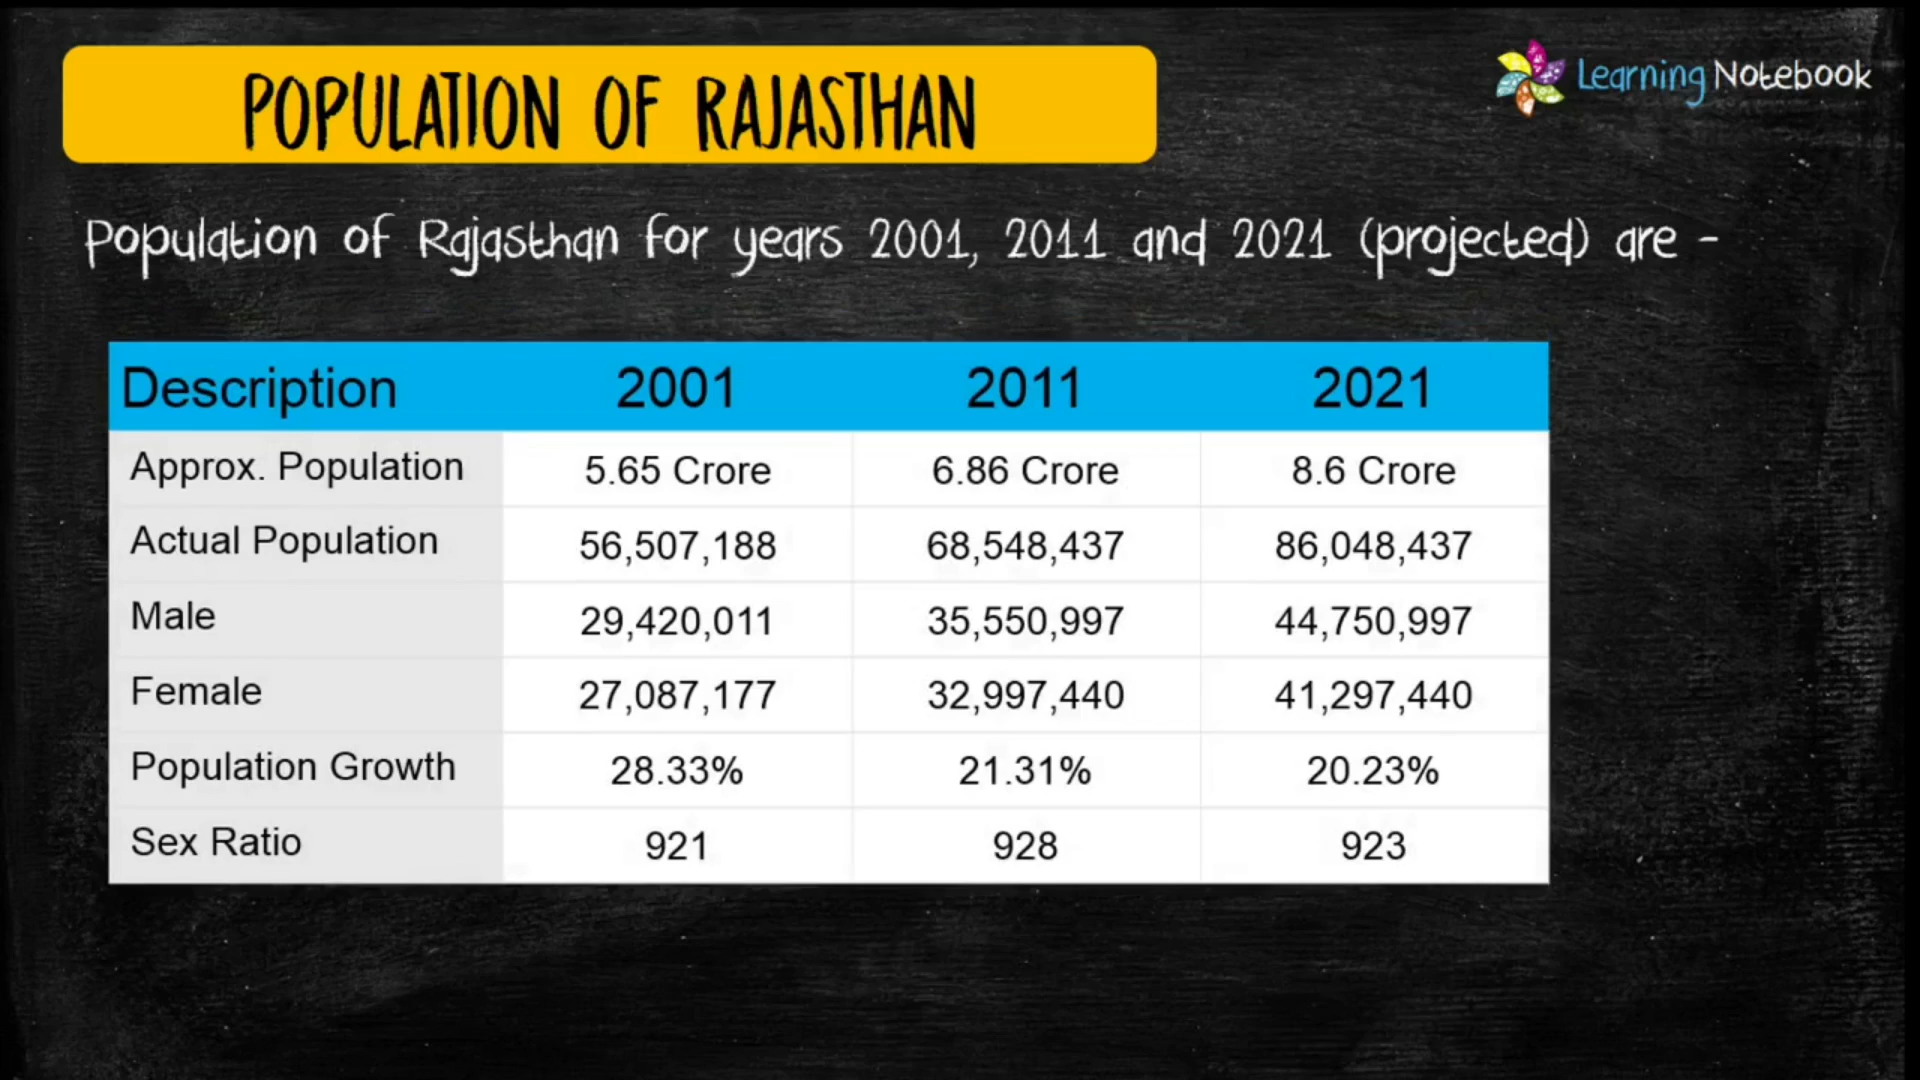 POPULATION OF RAJASTHAN
Learning Notebook
Population of Rajasthan for years 2001, 2011 and 2021 (projected) are -
Description 2001 2011 2021
Approx. Population 5.65 Crore 6.86 Crore 8.6 Crore
Actual Population 56,507,188 68,548,437 86,048,437
Male 29,420,011 35,550,997 44,750,997
Female 27,087,177 32,997,440 41,297,440
Population Growth 28.33% 21.31% 20.23%
Sex Ratio 921 928 923